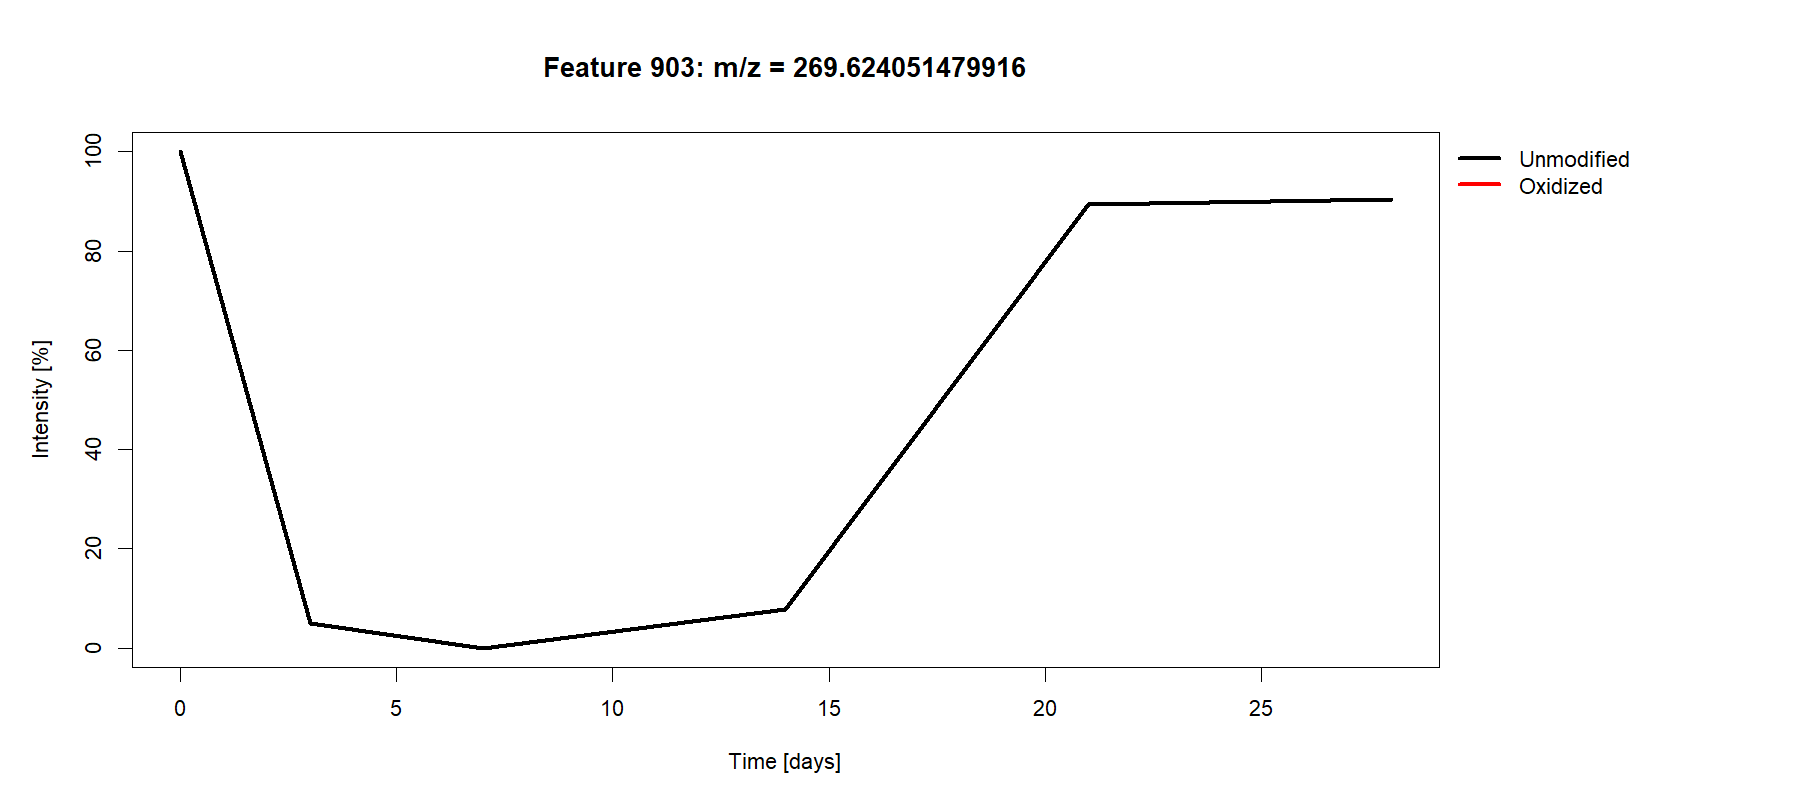 Feature 903: m/z = 269.624051479916
Unmodified
Oxidized
Intensity [%]
100
80
60
40
20
0
0 5 10 15 20 25
Time [days]